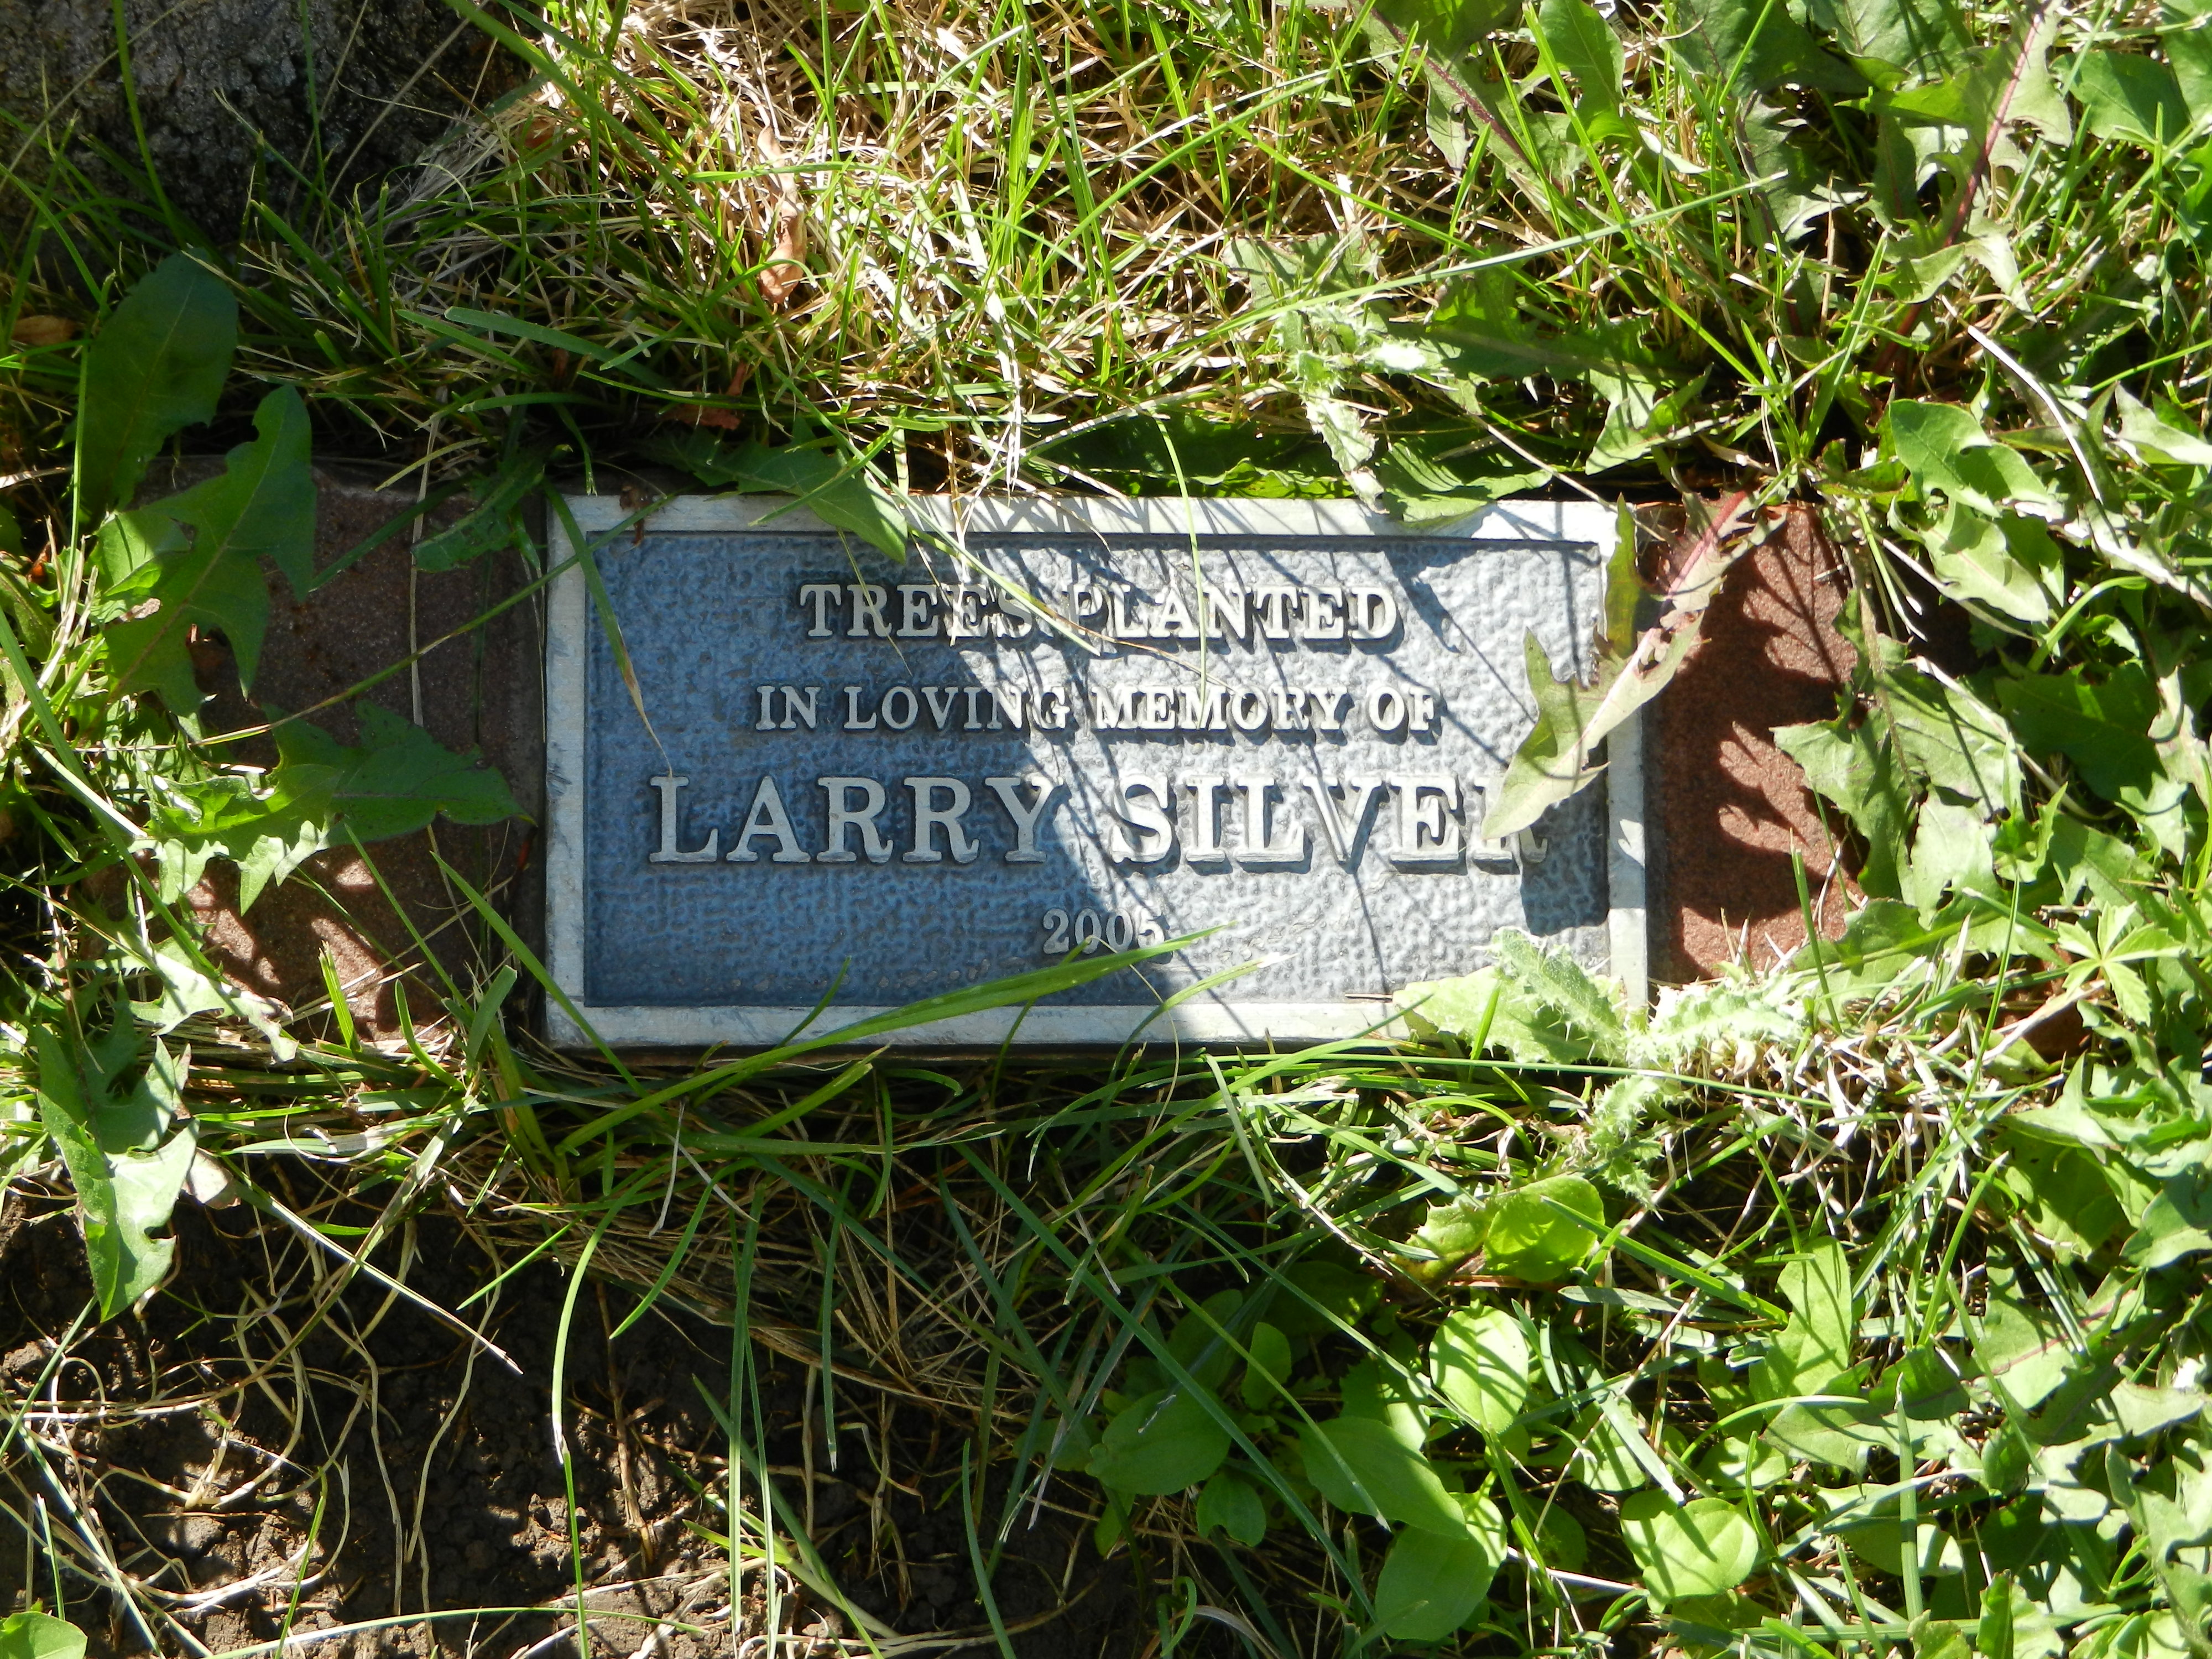 TREES PLANTED
IN LOVING MEMORY OF
LARRY SILVER
2005